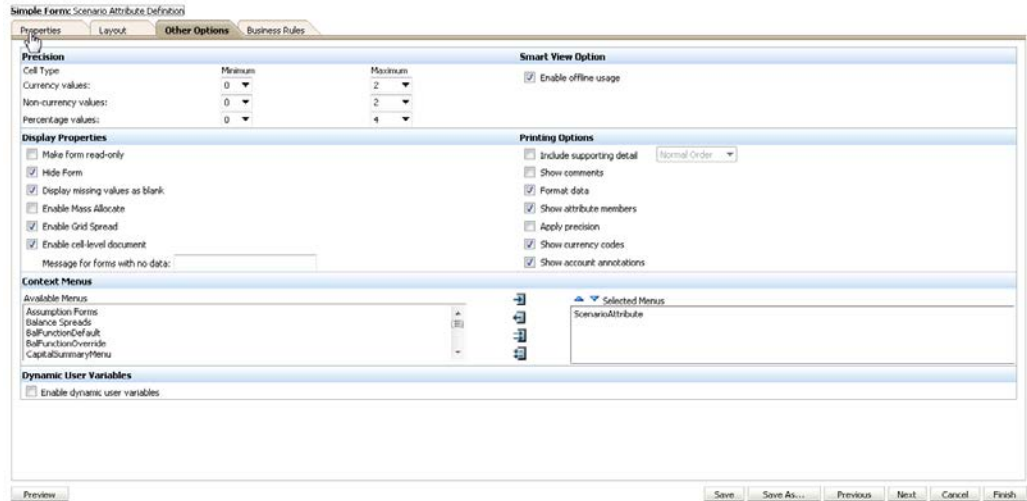 Simple Form: Scenario Attribute Definition
Properties Layout Other Options Business Rules
Precision
Cell Type Minimum Maximum
Currency values: 0 2
Non-currency values: 0 2
Percentage values: 0 4
Smart View Option
Enable offline usage
Display Properties
Make form read-only
Hide Form
Display missing values as blank
Enable Mass Allocate
Enable Grid Spread
Enable cell-level document
Message for forms with no data:
Printing Options
Include supporting detail Normal Order
Show comments
Format data
Show attribute members
Apply precision
Show currency codes
Show account annotations
Context Menus
Available Menus
Assumption Forms
Balance Spreads
BalFunctionDefault
BalFunctionOverride
CapitalSummaryMenu
Selected Menus
ScenarioAttribute
Dynamic User Variables
Enable dynamic user variables
Preview Save Save As... Previous Next Cancel Finish